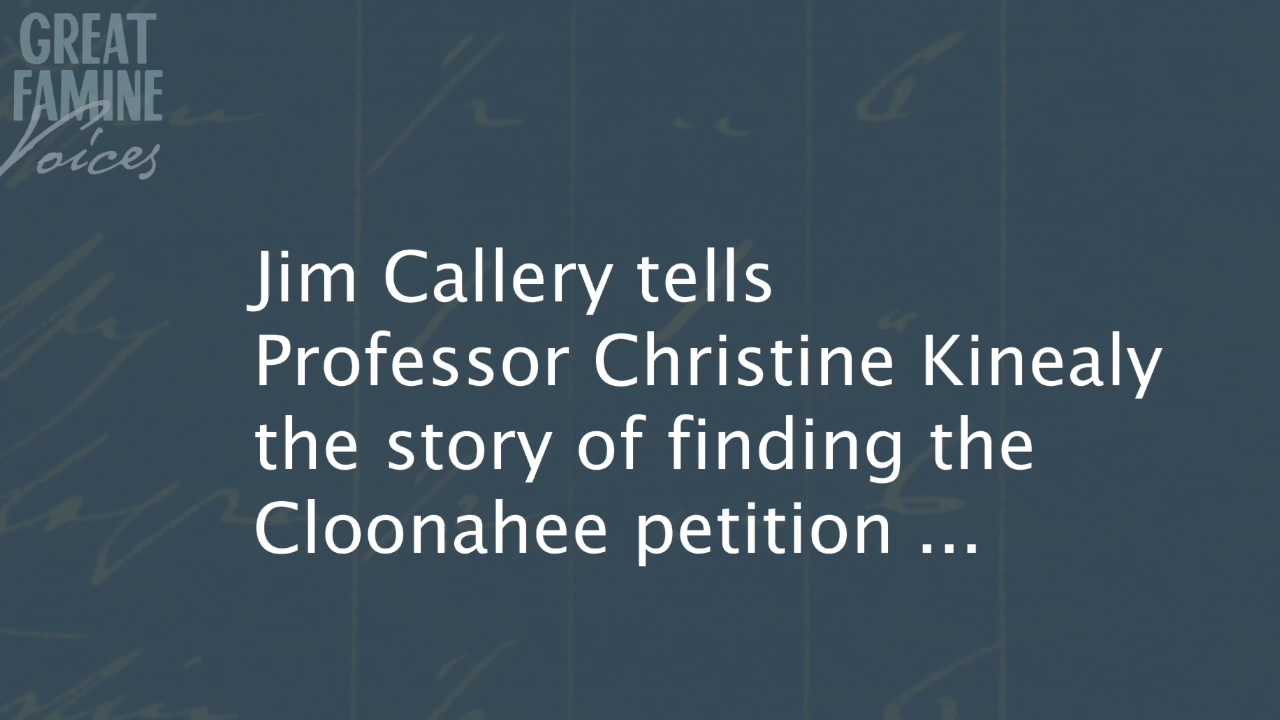 GREAT
FAMINE
Voices
Jim Callery tells
Professor Christine Kinealy
the story of finding the
Cloonahee petition ...